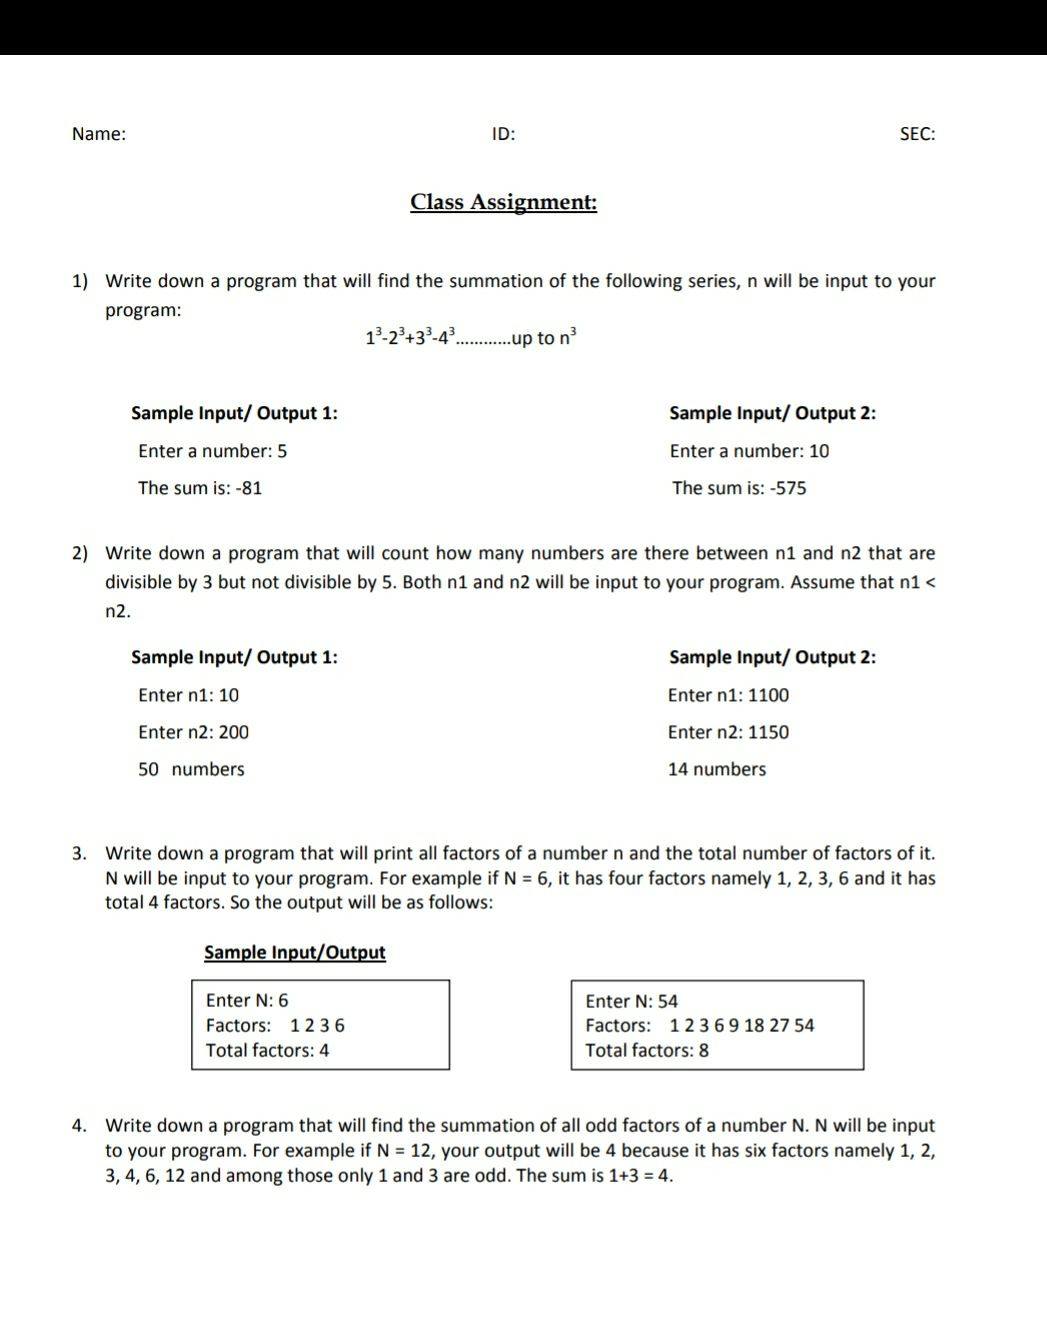 Name: ID: SEC:
Class Assignment:
1) Write down a program that will find the summation of the following series, n will be input to your
program:
1³-2³+3³-4³............up to n³
Sample Input/ Output 1: Sample Input/ Output 2:
Enter a number: 5 Enter a number: 10
The sum is: -81 The sum is: -575
2) Write down a program that will count how many numbers are there between n1 and n2 that are
divisible by 3 but not divisible by 5. Both n1 and n2 will be input to your program. Assume that n1 <
n2.
Sample Input/ Output 1: Sample Input/ Output 2:
Enter n1: 10 Enter n1: 1100
Enter n2: 200 Enter n2: 1150
50 numbers 14 numbers
3. Write down a program that will print all factors of a number n and the total number of factors of it.
N will be input to your program. For example if N = 6, it has four factors namely 1, 2, 3, 6 and it has
total 4 factors. So the output will be as follows:
Sample Input/Output
Enter N: 6
Factors: 1 2 3 6
Total factors: 4
Enter N: 54
Factors: 1 2 3 6 9 18 27 54
Total factors: 8
4. Write down a program that will find the summation of all odd factors of a number N. N will be input
to your program. For example if N = 12, your output will be 4 because it has six factors namely 1, 2,
3, 4, 6, 12 and among those only 1 and 3 are odd. The sum is 1+3 = 4.